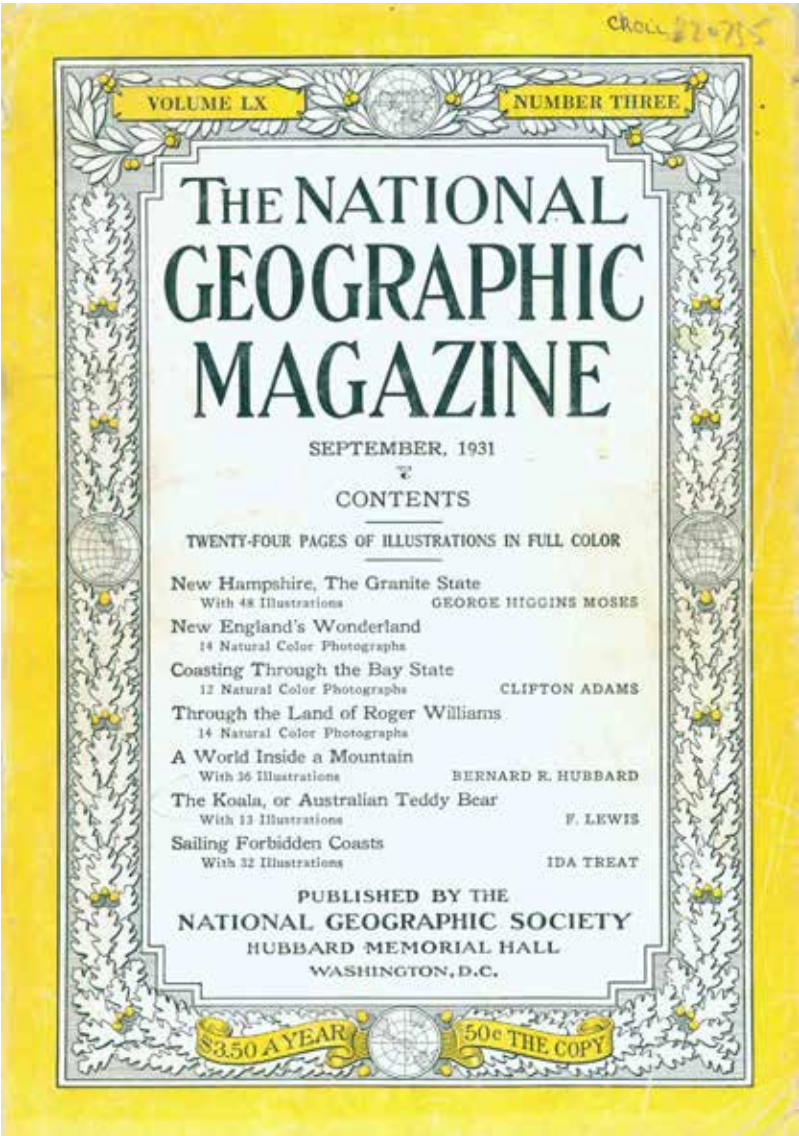 VOLUME LX
NUMBER THREE
THE NATIONAL
GEOGRAPHIC
MAGAZINE
SEPTEMBER, 1931
CONTENTS
TWENTY-FOUR PAGES OF ILLUSTRATIONS IN FULL COLOR
New Hampshire, The Granite State
With 48 Illustrations GEORGE HIGGINS MOSES
New England's Wonderland
14 Natural Color Photographs
Coasting Through the Bay State
12 Natural Color Photographs CLIFTON ADAMS
Through the Land of Roger Williams
14 Natural Color Photographs
A World Inside a Mountain
With 36 Illustrations BERNARD R. HUBBARD
The Koala, or Australian Teddy Bear
With 13 Illustrations F. LEWIS
Sailing Forbidden Coasts
With 32 Illustrations IDA TREAT
PUBLISHED BY THE
NATIONAL GEOGRAPHIC SOCIETY
HUBBARD MEMORIAL HALL
WASHINGTON, D.C.
$3.50 A YEAR
50c THE COPY